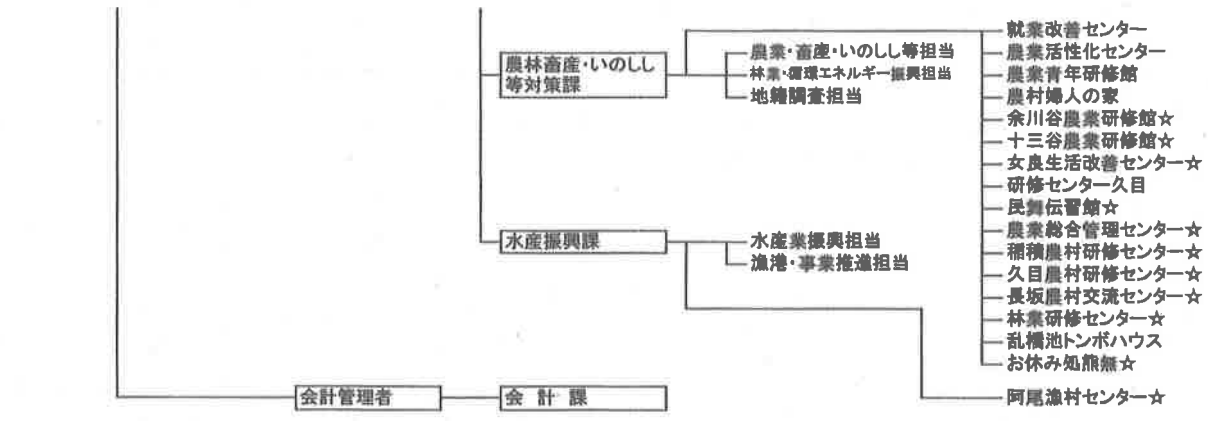 農林畜産・いのしし
等対策課
農業・畜産・いのしし等担当
林業・循環エネルギー振興担当
地籍調査担当
就業改善センター
農業活性化センター
農業青年研修館
農村婦人の家
余川谷農業研修館☆
十三谷農業研修館☆
女良生活改善センター☆
研修センター久目
民舞伝習館☆
農業総合管理センター☆
稲積農村研修センター☆
久目農村研修センター☆
長坂農村交流センター☆
林業研修センター☆
乱橋池トンボハウス
お休み処熊無☆
水産振興課
水産業振興担当
漁港・事業推進担当
阿尾漁村センター☆
会計管理者
会 計 課